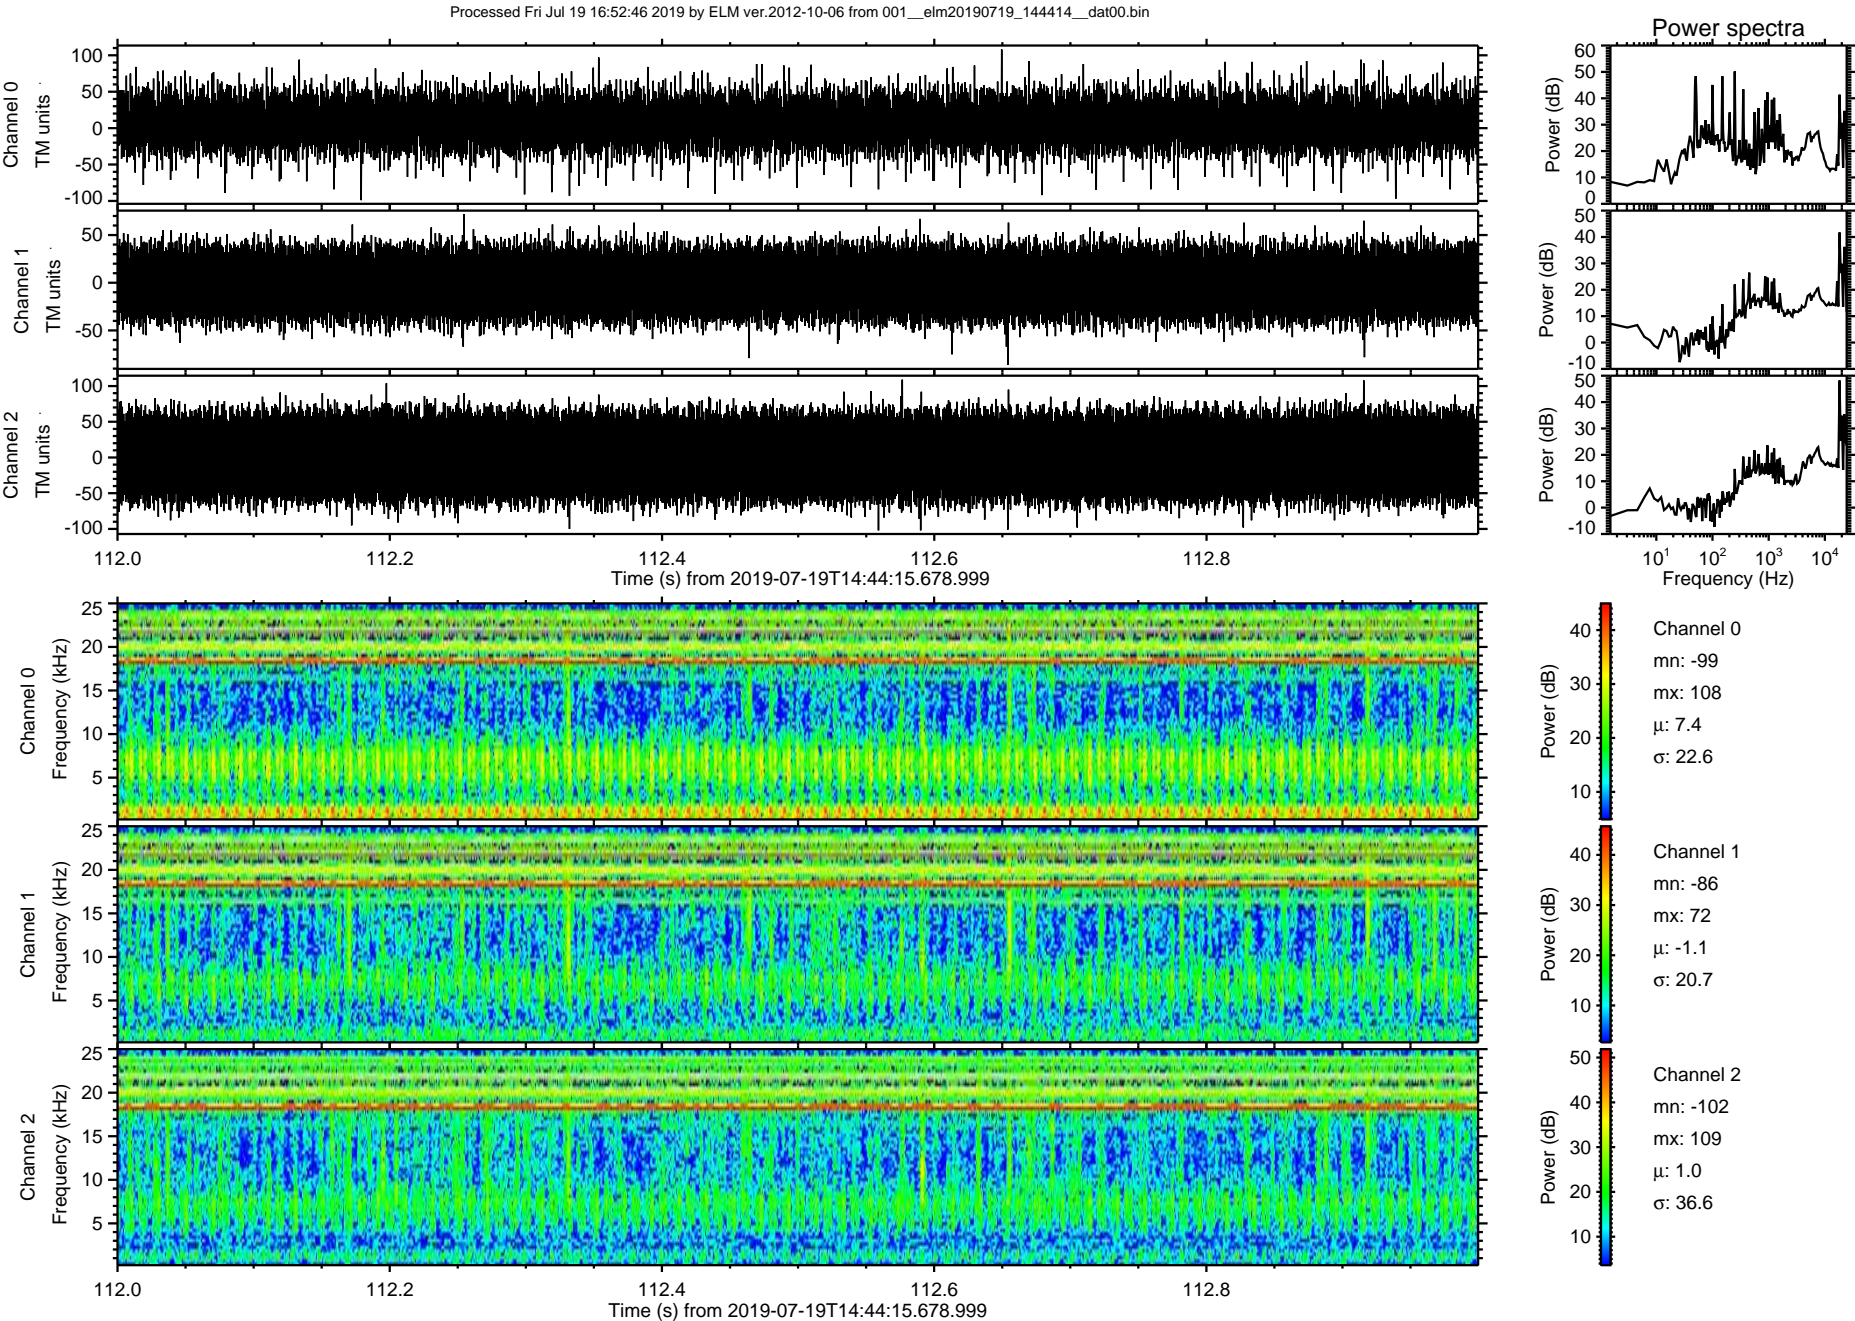 Processed Fri Jul 19 16:52:46 2019 by ELM ver.2012-10-06 from 001__elm20190719_144414__dat00.bin
Power spectra
Channel 0
TM units
100
50
0
-50
-100
Power (dB)
60
50
40
30
20
10
0
Channel 1
TM units
50
0
-50
Power (dB)
50
40
30
20
10
0
-10
Channel 2
TM units
100
50
0
-50
-100
Power (dB)
50
40
30
20
10
0
-10
112.0 112.2 112.4 112.6 112.8
Time (s) from 2019-07-19T14:44:15.678.999
10¹ 10² 10³ 10⁴
Frequency (Hz)
Channel 0
Frequency (kHz)
25
20
15
10
5
Power (dB)
40
30
20
10
Channel 0
mn: -99
mx: 108
μ: 7.4
σ: 22.6
Channel 1
Frequency (kHz)
25
20
15
10
5
Power (dB)
40
30
20
10
Channel 1
mn: -86
mx: 72
μ: -1.1
σ: 20.7
Channel 2
Frequency (kHz)
25
20
15
10
5
Power (dB)
50
40
30
20
10
Channel 2
mn: -102
mx: 109
μ: 1.0
σ: 36.6
112.0 112.2 112.4 112.6 112.8
Time (s) from 2019-07-19T14:44:15.678.999